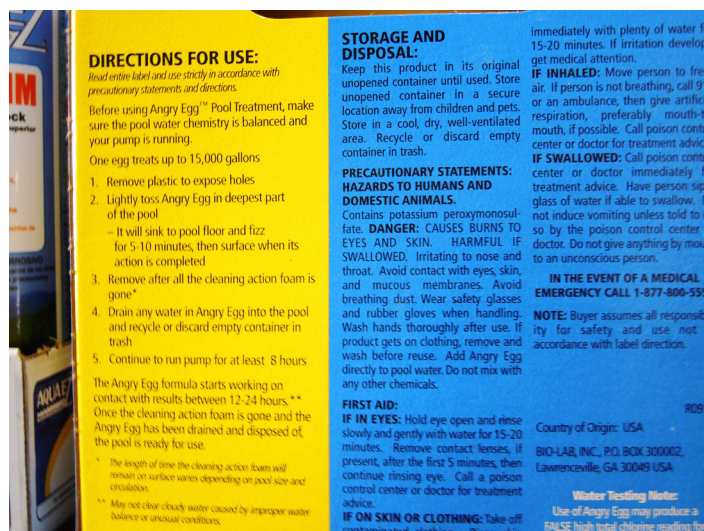 DIRECTIONS FOR USE:
Read entire label and use strictly in accordance with
precautionary statements and directions.
Before using Angry Egg™ Pool Treatment, make
sure the pool water chemistry is balanced and
your pump is running.
One egg treats up to 15,000 gallons
1. Remove plastic to expose holes
2. Lightly toss Angry Egg in deepest part
of the pool
– It will sink to pool floor and fizz
for 5-10 minutes, then surface when its
action is completed
3. Remove after all the cleaning action foam is
gone*
4. Drain any water in Angry Egg into the pool
and recycle or discard empty container in
trash
5. Continue to run pump for at least 8 hours
The Angry Egg formula starts working on
contact with results between 12-24 hours.**
Once the cleaning action foam is gone and the
Angry Egg has been drained and disposed of,
the pool is ready for use.
* The length of time the cleaning action foam will
remain on surface varies depending on pool size and
circulation.
** May not clear cloudy water caused by improper water
balance or unusual conditions.
STORAGE AND
DISPOSAL:
Keep this product in its original
unopened container until used. Store
unopened container in a secure
location away from children and pets.
Store in a cool, dry, well-ventilated
area. Recycle or discard empty
container in trash.
PRECAUTIONARY STATEMENTS:
HAZARDS TO HUMANS AND
DOMESTIC ANIMALS.
Contains potassium peroxymonosul-
fate. DANGER: CAUSES BURNS TO
EYES AND SKIN. HARMFUL IF
SWALLOWED. Irritating to nose and
throat. Avoid contact with eyes, skin,
and mucous membranes. Avoid
breathing dust. Wear safety glasses
and rubber gloves when handling.
Wash hands thoroughly after use. If
product gets on clothing, remove and
wash before reuse. Add Angry Egg
directly to pool water. Do not mix with
any other chemicals.
FIRST AID:
IF IN EYES: Hold eye open and rinse
slowly and gently with water for 15-20
minutes. Remove contact lenses, if
present, after the first 5 minutes, then
continue rinsing eye. Call a poison
control center or doctor for treatment
advice.
IF ON SKIN OR CLOTHING: Take off
immediately with plenty of water
15-20 minutes. If irritation
get medical attention.
IF INHALED: Move person to
air. If person is not breathing, call
or an ambulance, then give
respiration, preferably
mouth, if possible. Call poison
center or doctor for treatment
IF SWALLOWED: Call poison
center or doctor immediately
treatment advice. Have person
glass of water if able to swallow.
not induce vomiting unless told to
so by the poison control center
doctor. Do not give anything by
to an unconscious person.
IN THE EVENT OF A MEDICAL
EMERGENCY CALL 1-877-800-55
NOTE: Buyer assumes all
ity for safety and use not
accordance with label direction.
R09
Country of Origin: USA
BIO-LAB, INC., P.O. BOX 300002,
Lawrenceville, GA 30049 USA
Water Testing Note:
Use of Angry Egg may produce a
FALSE high total chlorine reading for
AQUA